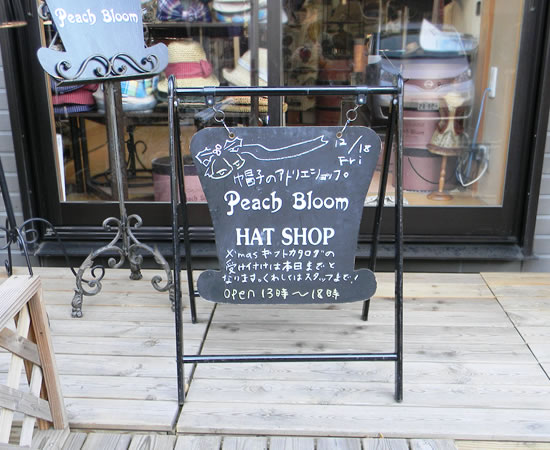 Peach Bloom
12/18
Fri
帽子のアトリエショップ
Peach Bloom
HAT SHOP
X'masギフトカタログの
受け付けは本日までと
なります。くわしくはスタッフまで!
open 13時〜18時